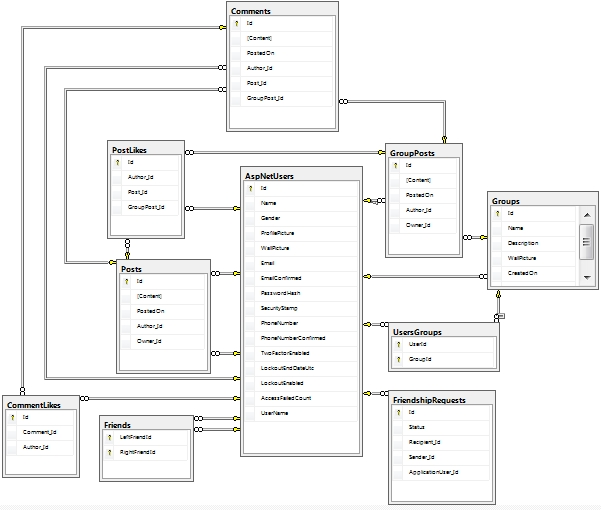 Comments
Id
[Content]
PostedOn
Author_Id
Post_Id
GroupPost_Id
PostLikes
Id
Author_Id
Post_Id
GroupPost_Id
GroupPosts
Id
[Content]
PostedOn
Author_Id
Owner_Id
AspNetUsers
Id
Name
Gender
ProfilePicture
WallPicture
Email
EmailConfirmed
PasswordHash
SecurityStamp
PhoneNumber
PhoneNumberConfirmed
TwoFactorEnabled
LockoutEndDateUtc
LockoutEnabled
AccessFailedCount
UserName
Groups
Id
Name
Description
WallPicture
CreatedOn
Posts
Id
[Content]
PostedOn
Author_Id
Owner_Id
UsersGroups
UserId
GroupId
CommentLikes
Id
Comment_Id
Author_Id
Friends
LeftFriendId
RightFriendId
FriendshipRequests
Id
Status
Recipient_Id
Sender_Id
ApplicationUser_Id